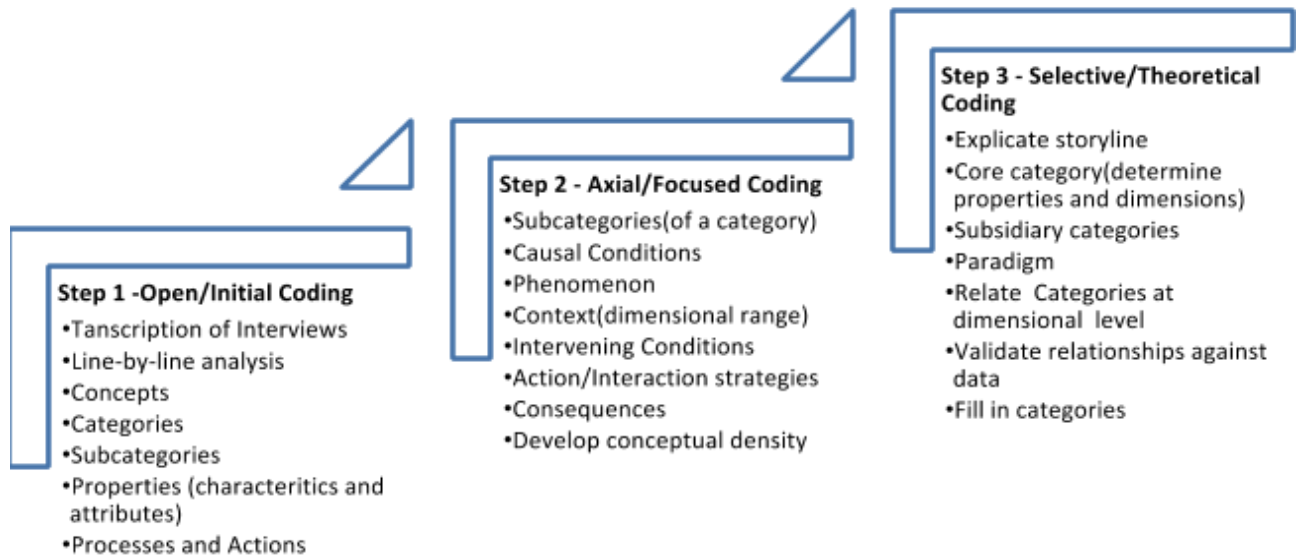 Step 1 -Open/Initial Coding
•Tanscription of Interviews
•Line-by-line analysis
•Concepts
•Categories
•Subcategories
•Properties (characteritics and
attributes)
•Processes and Actions
Step 2 - Axial/Focused Coding
•Subcategories(of a category)
•Causal Conditions
•Phenomenon
•Context(dimensional range)
•Intervening Conditions
•Action/Interaction strategies
•Consequences
•Develop conceptual density
Step 3 - Selective/Theoretical
Coding
•Explicate storyline
•Core category(determine
properties and dimensions)
•Subsidiary categories
•Paradigm
•Relate Categories at
dimensional level
•Validate relationships against
data
•Fill in categories